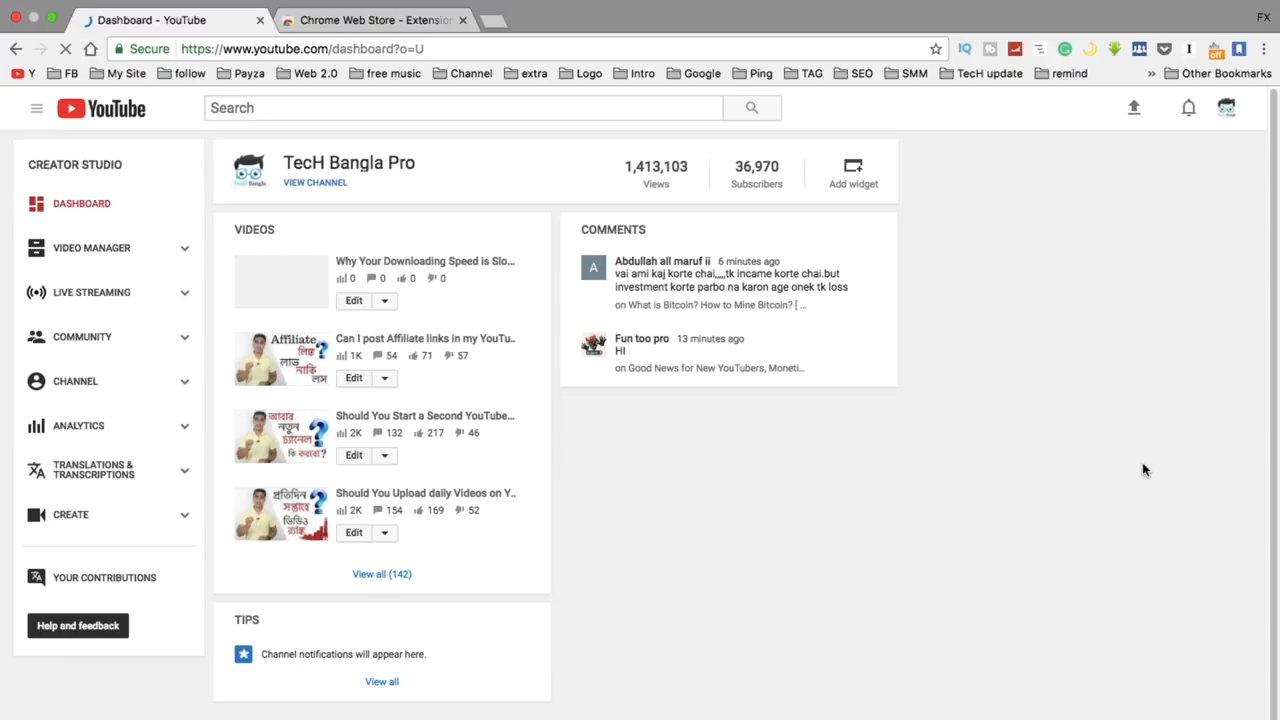 Dashboard - YouTube
Chrome Web Store - Extension
FX
Secure
https://www.youtube.com/dashboard?o=U
Y
FB
My Site
follow
Payza
Web 2.0
free music
Channel
extra
Logo
Intro
Google
Ping
TAG
SEO
SMM
TecH update
remind
»
Other Bookmarks
YouTube
Search
CREATOR STUDIO
DASHBOARD
VIDEO MANAGER
LIVE STREAMING
COMMUNITY
CHANNEL
ANALYTICS
TRANSLATIONS &
TRANSCRIPTIONS
CREATE
YOUR CONTRIBUTIONS
Help and feedback
TecH Bangla Pro
VIEW CHANNEL
1,413,103
Views
36,970
Subscribers
Add widget
VIDEOS
Why Your Downloading Speed is Slo...
0 0 0 0
Edit
Affiliate
লিঙ্ক
লাভ
নাকি
লস
Can I post Affiliate links in my YouTu..
1K 54 71 57
Edit
আবার
নতুন
চ্যানেল
কি করবো?
Should You Start a Second YouTube...
2K 132 217 46
Edit
প্রতিদিন
সপ্তাহে
ভিডিও
র‍্যাঙ্ক
Should You Upload daily Videos on Y..
2K 154 169 52
Edit
View all (142)
TIPS
Channel notifications will appear here.
View all
COMMENTS
A
Abdullah all maruf ii 6 minutes ago
vai ami kaj korte chai,,,,,tk incame korte chai.but
investment korte parbo na karon age onek tk loss
on What is Bitcoin? How to Mine Bitcoin? [ ...
Fun too pro 13 minutes ago
HI
on Good News for New YouTubers, Moneti...